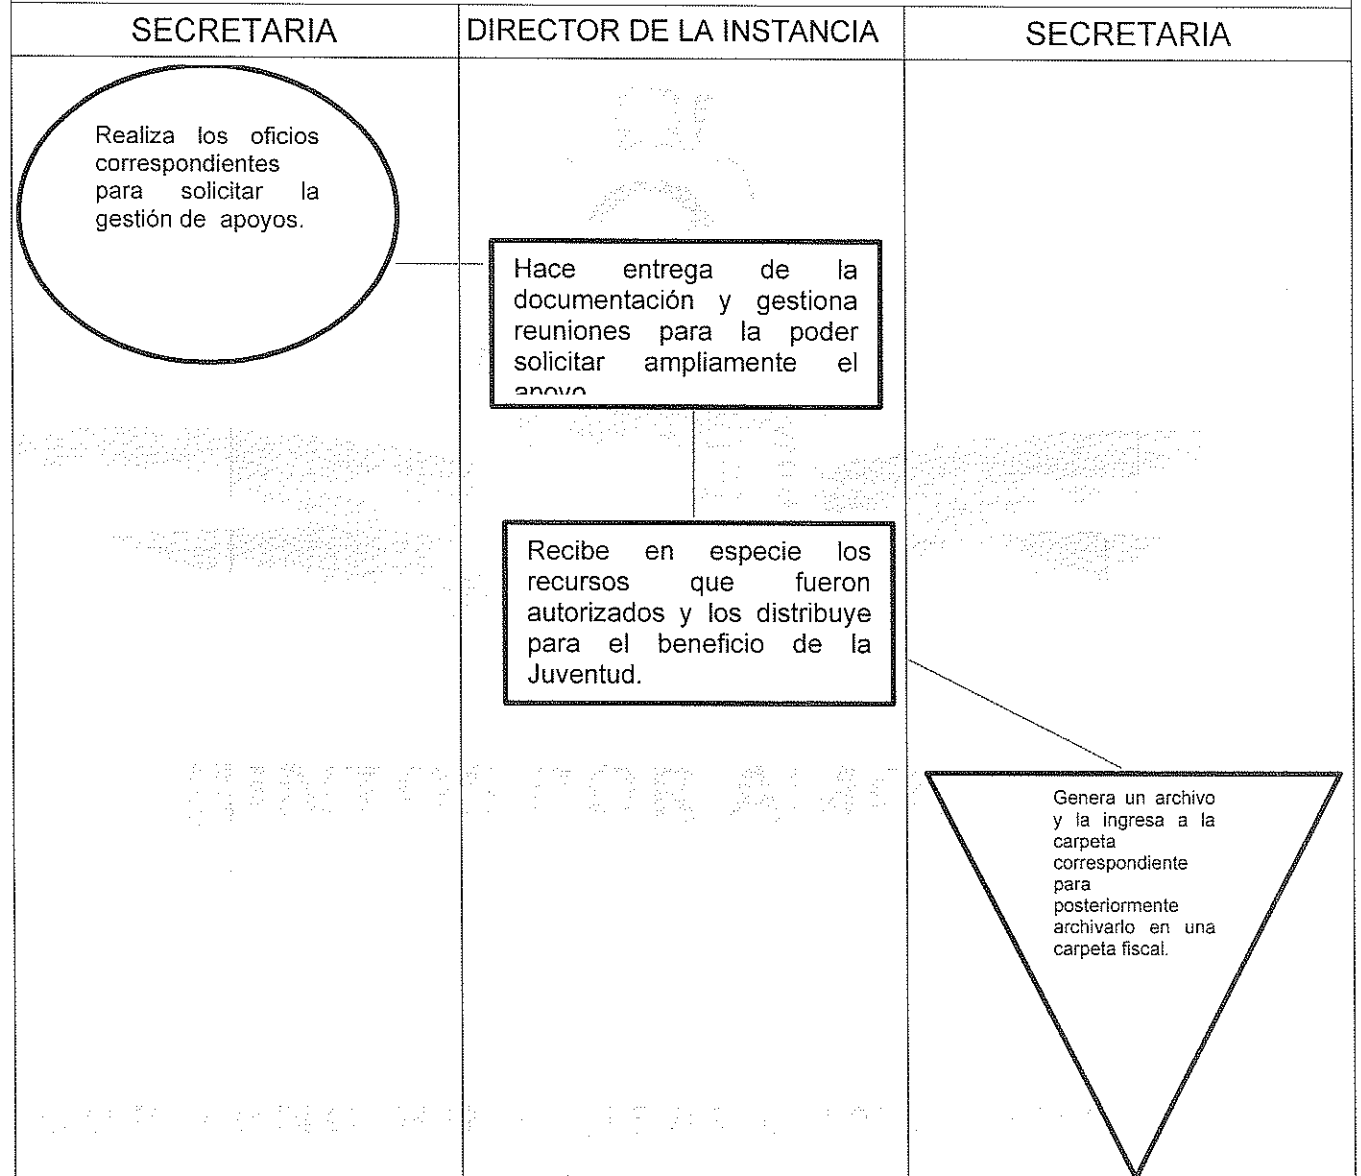 SECRETARIA
DIRECTOR DE LA INSTANCIA
SECRETARIA
Realiza los oficios
correspondientes
para solicitar la
gestión de apoyos.
Hace entrega de la
documentación y gestiona
reuniones para la poder
solicitar ampliamente el
apoyo
Recibe en especie los
recursos que fueron
autorizados y los distribuye
para el beneficio de la
Juventud.
Genera un archivo
y la ingresa a la
carpeta
correspondiente
para
posteriormente
archivarlo en una
carpeta fiscal.